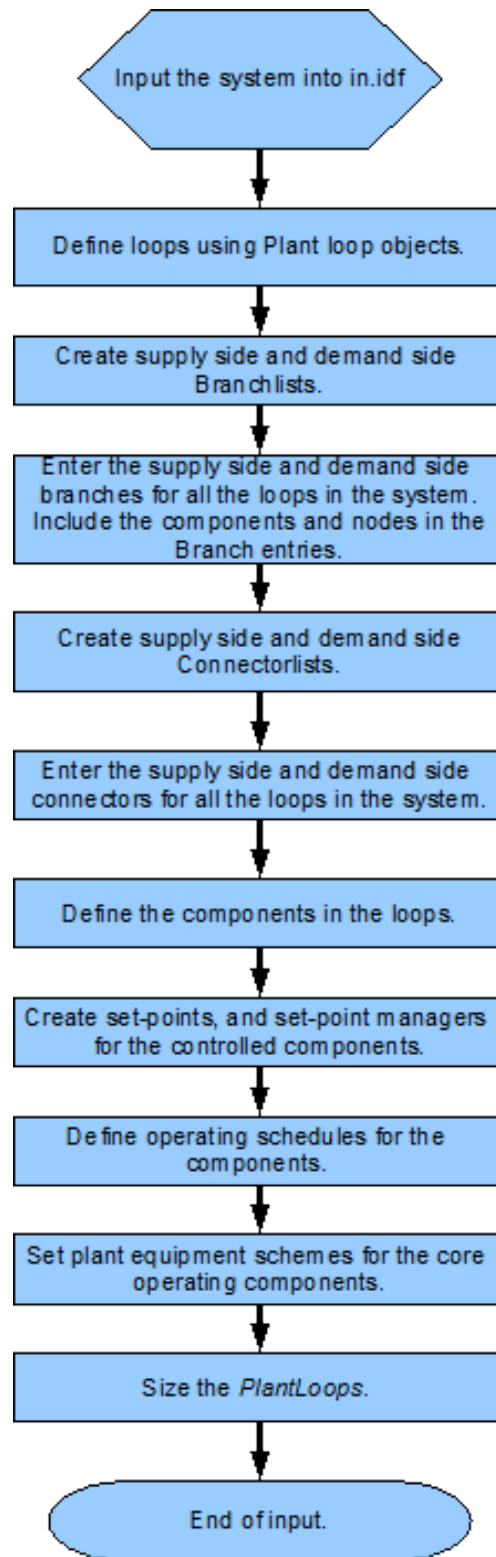 Input the system into in.idf
Define loops using Plant loop objects.
Create supply side and demand side
Branchlists.
Enter the supply side and demand side
branches for all the loops in the system.
Include the components and nodes in the
Branch entries.
Create supply side and demand side
Connectorlists.
Enter the supply side and demand side
connectors for all the loops in the system.
Define the components in the loops.
Create set-points, and set-point managers
for the controlled components.
Define operating schedules for the
components.
Set plant equipment schemes for the core
operating components.
Size the PlantLoops.
End of input.